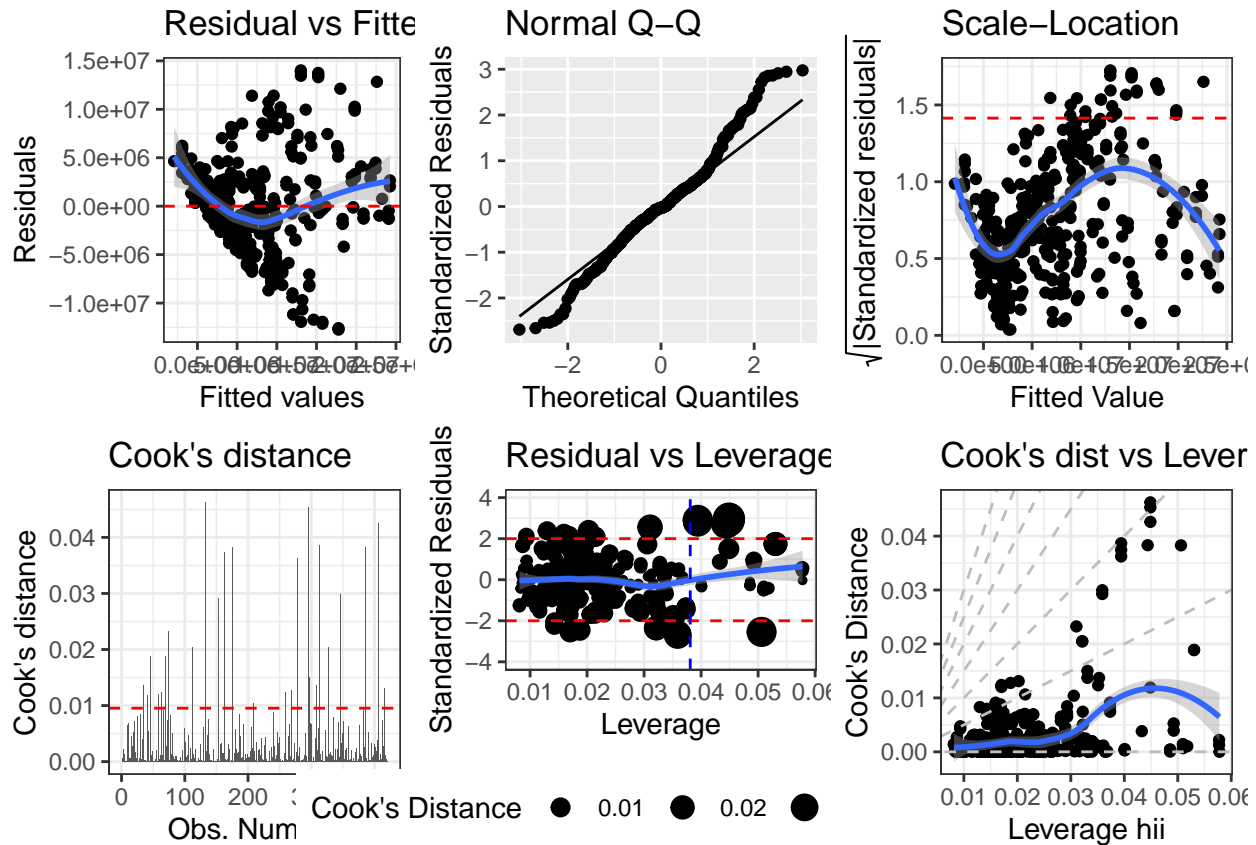 Residual vs Fitte
1.5e+07
1.0e+07
5.0e+06
0.0e+00
−5.0e+06
−1.0e+07
Residuals
Fitted values
Normal Q−Q
3
2
1
0
−1
−2
−2
0
2
Standardized Residuals
Theoretical Quantiles
Scale−Location
1.5
1.0
0.5
0.0
√|Standardized residuals|
Fitted Value
Cook's distance
0.04
0.03
0.02
0.01
0.00
0
100
200
Cook's distance
Obs. Num
Residual vs Leverage
4
2
0
−2
−4
0.01
0.02
0.03
0.04
0.05
0.06
Standardized Residuals
Leverage
Cook's Distance
0.01
0.02
Cook's dist vs Lever
0.04
0.03
0.02
0.01
0.00
0.01
0.02
0.03
0.04
0.05
0.06
Cook's Distance
Leverage hii